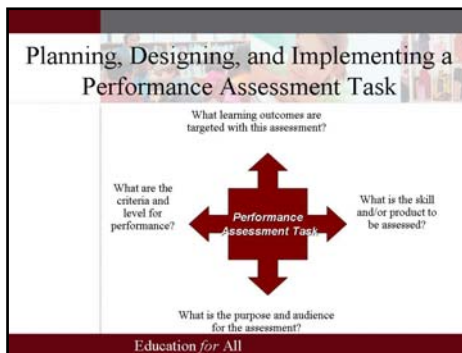 Planning, Designing, and Implementing a
Performance Assessment Task
What learning outcomes are
targeted with this assessment?
What are the
criteria and
level for
performance?
Performance
Assessment Task
What is the skill
and/or product to
be assessed?
What is the purpose and audience
for the assessment?
Education for All